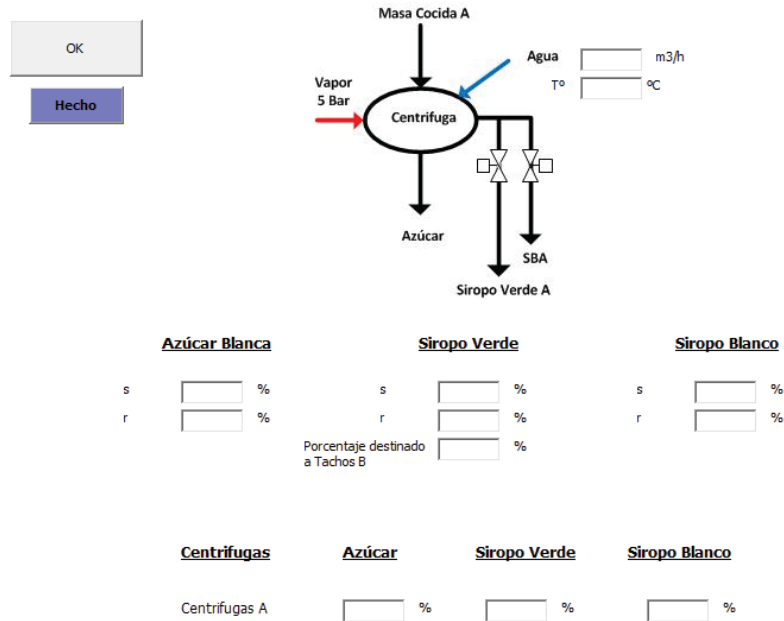 Masa Cocida A
OK
Agua m3/h
Tº ºC
Vapor
5 Bar
Hecho
Centrifuga
Azúcar
SBA
Siropo Verde A
Azúcar Blanca Siropo Verde Siropo Blanco
s % s % s %
r % r % r %
Porcentaje destinado
a Tachos B %
Centrifugas Azúcar Siropo Verde Siropo Blanco
Centrifugas A % % %